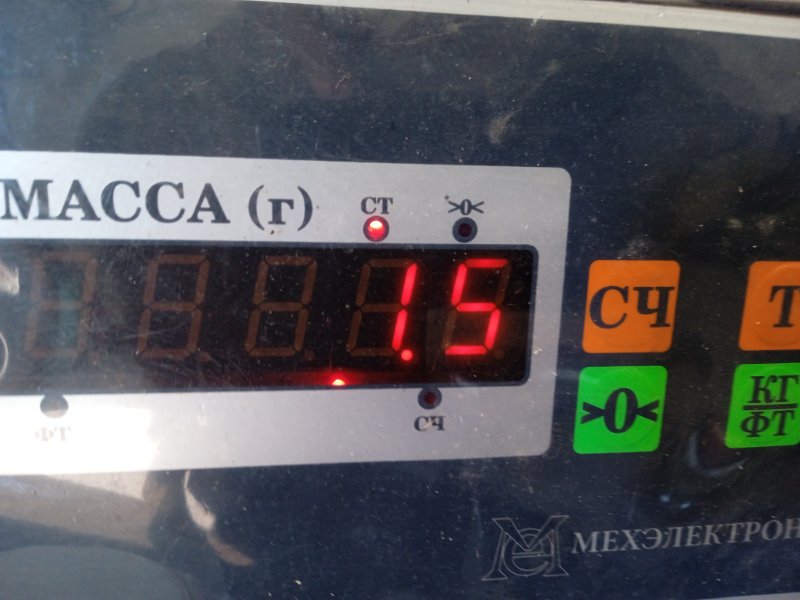 МАССА (г) СТ >0<
1.5
ФТ СЧ
СЧ Т
>0< КГ/ФТ
МЕХЭЛЕКТРОН